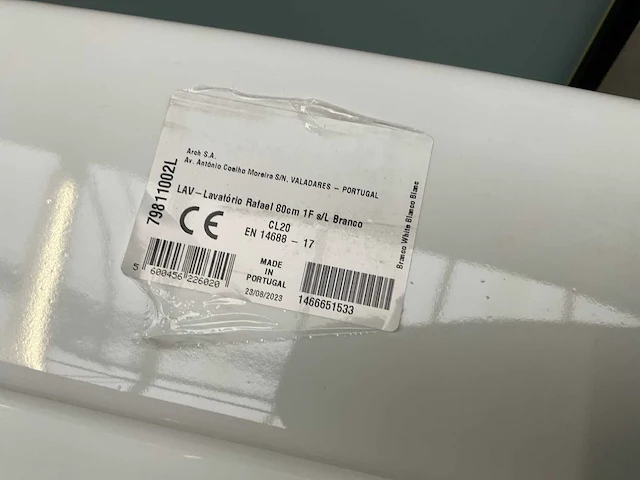 Arch S.A.
Av. António Coelho Moreira S/N. VALADARES - PORTUGAL
79811002L
LAV-Lavatório Rafael 80cm 1F s/L Branco
CE
CL20
EN 14688 - 17
MADE
IN
PORTUGAL
23/08/2023
5 600456 226020
1466651533
Branco White Blanco Blanc